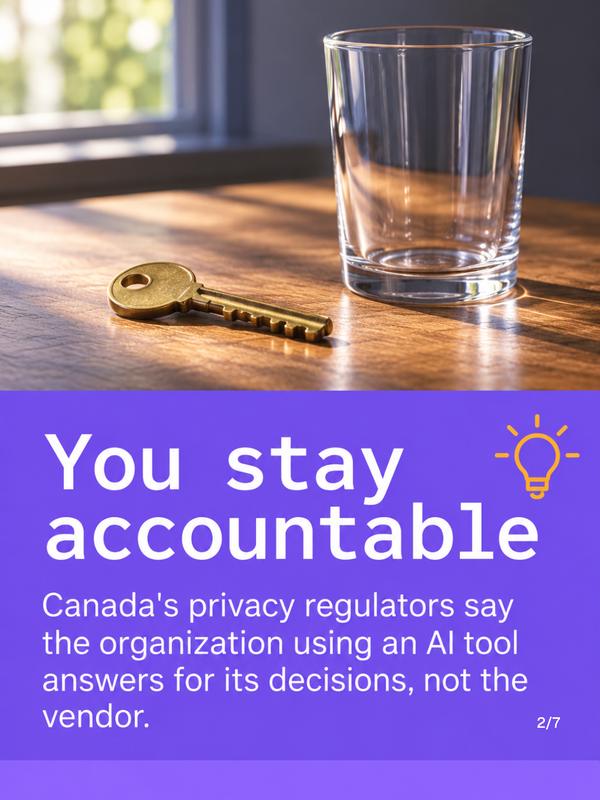 You stay
accountable
Canada's privacy regulators say
the organization using an AI tool
answers for its decisions, not the
vendor.
2/7